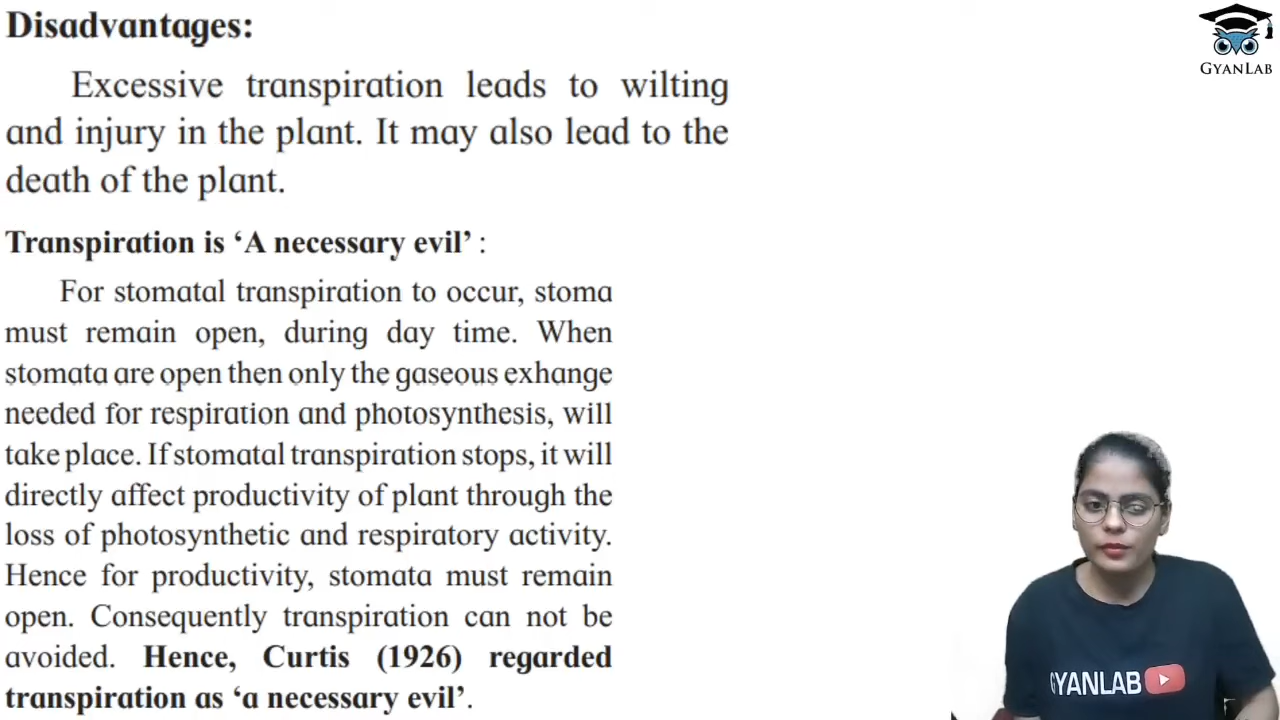 Disadvantages:
Excessive transpiration leads to wilting
and injury in the plant. It may also lead to the
death of the plant.
Transpiration is ‘A necessary evil’ :
For stomatal transpiration to occur, stoma
must remain open, during day time. When
stomata are open then only the gaseous exhange
needed for respiration and photosynthesis, will
take place. If stomatal transpiration stops, it will
directly affect productivity of plant through the
loss of photosynthetic and respiratory activity.
Hence for productivity, stomata must remain
open. Consequently transpiration can not be
avoided. Hence, Curtis (1926) regarded
transpiration as ‘a necessary evil’.
GYANLAB
GYANLAB